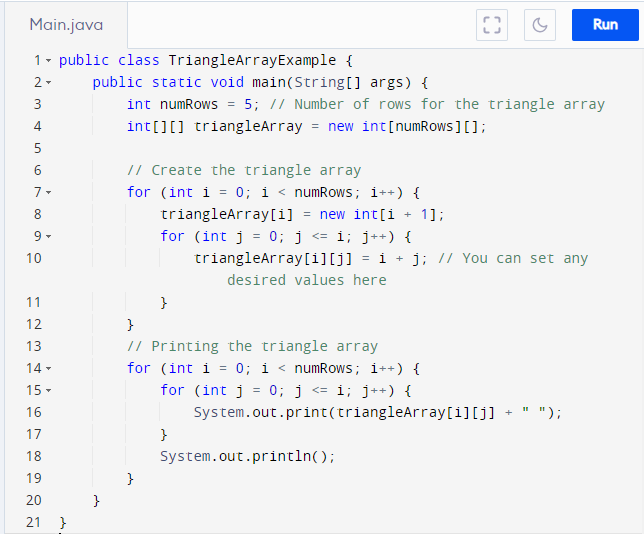 Main.java
Run
1 public class TriangleArrayExample {
2 public static void main(String[] args) {
3 int numRows = 5; // Number of rows for the triangle array
4 int[][] triangleArray = new int[numRows][];
5
6 // Create the triangle array
7 for (int i = 0; i < numRows; i++) {
8 triangleArray[i] = new int[i + 1];
9 for (int j = 0; j <= i; j++) {
10 triangleArray[i][j] = i + j; // You can set any
desired values here
11 }
12 }
13 // Printing the triangle array
14 for (int i = 0; i < numRows; i++) {
15 for (int j = 0; j <= i; j++) {
16 System.out.print(triangleArray[i][j] + " ");
17 }
18 System.out.println();
19 }
20 }
21 }